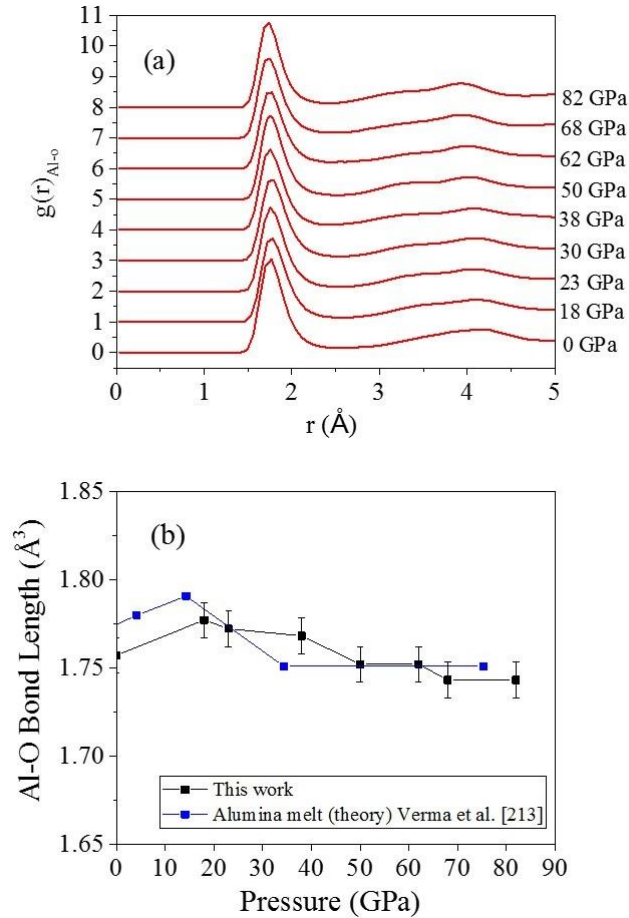 11
10
9
8
7
6
5
4
3
2
1
0
(a)
g(r)Al-o
82 GPa
68 GPa
62 GPa
50 GPa
38 GPa
30 GPa
23 GPa
18 GPa
0 GPa
0 1 2 3 4 5
r (Å)
1.85
1.80
1.75
1.70
1.65
(b)
Al-O Bond Length (Å³)
This work
Alumina melt (theory) Verma et al. [213]
0 10 20 30 40 50 60 70 80 90
Pressure (GPa)